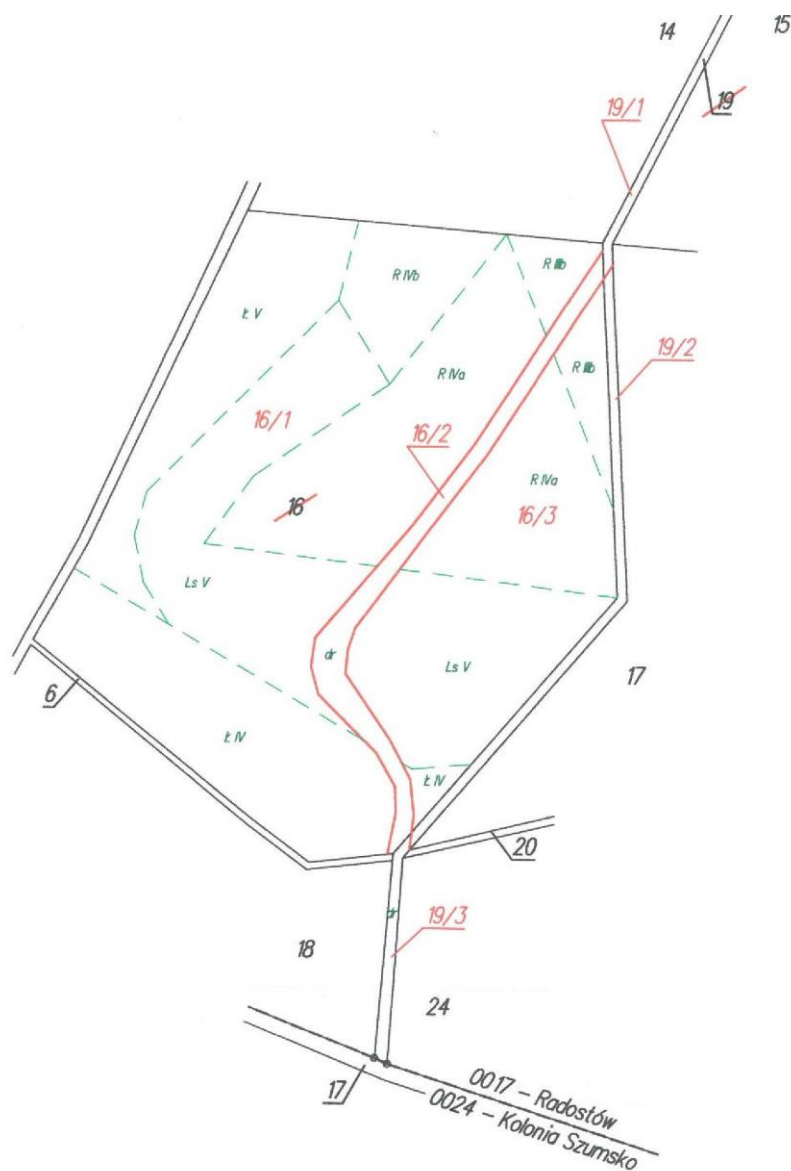 14
15
19
19/1
R IIIb
R IVb
Ł V
19/2
R IVa
R IIIb
16/1
16/2
R IVa
16
16/3
Ls V
dr
Ls V
17
6
Ł IV
Ł IV
20
dr
19/3
18
24
17
0017 – Radostów
0024 – Kolonia Szumsko